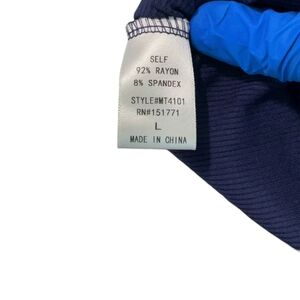 SELF
92% RAYON
8% SPANDEX
STYLE#MT4101
RN#151771
L
MADE IN CHINA